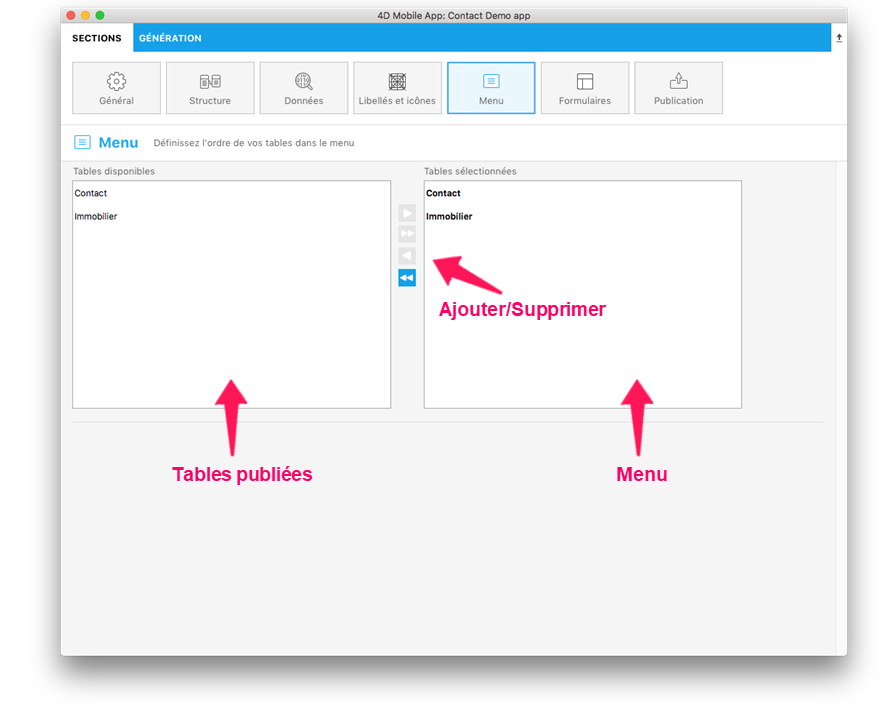 4D Mobile App: Contact Demo app
SECTIONS GÉNÉRATION
Général Structure Données Libellés et icônes Menu Formulaires Publication
Menu Définissez l'ordre de vos tables dans le menu
Tables disponibles Tables sélectionnées
Contact Contact
Immobilier Immobilier
Ajouter/Supprimer
Tables publiées Menu